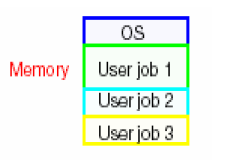 OS
Memory
User job 1
User job 2
User job 3